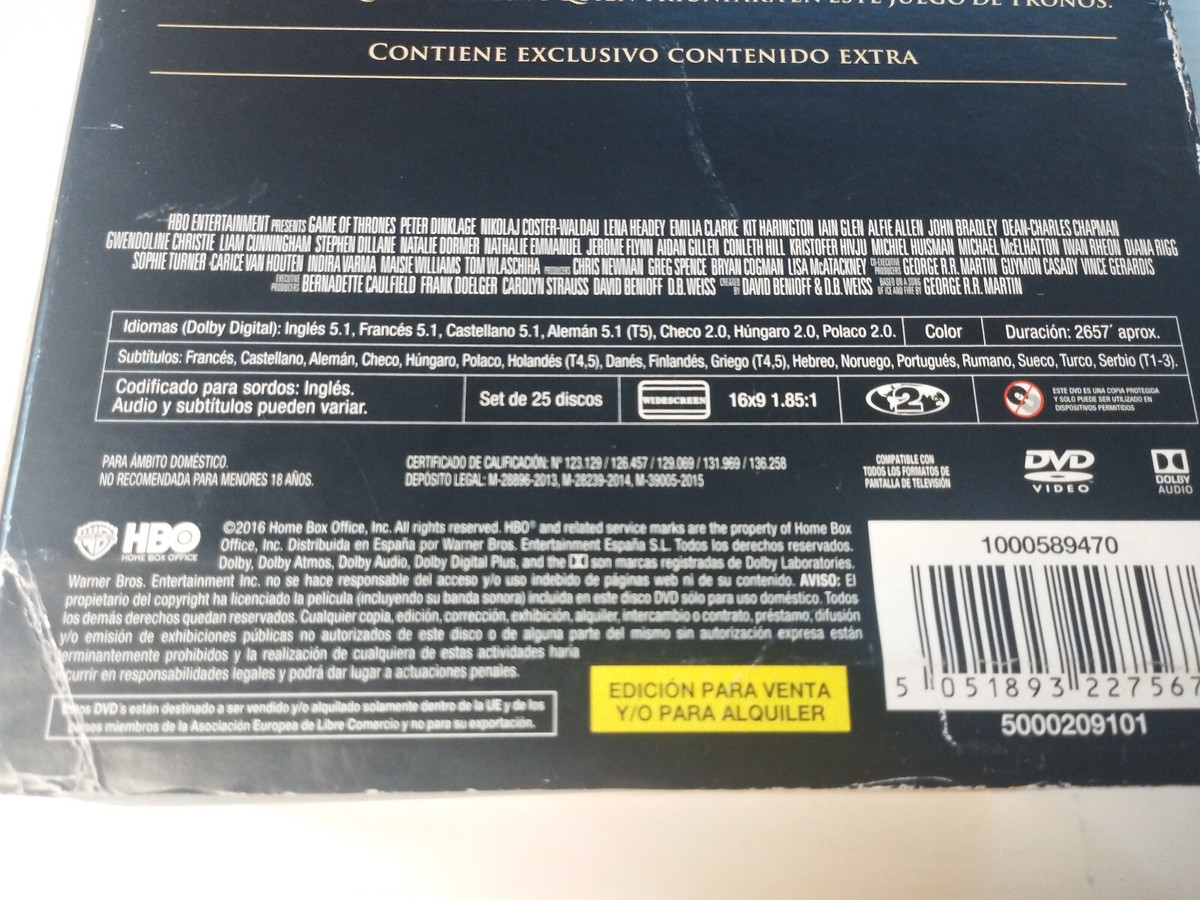 QUIÉN TRIUNFARÁ EN ESTE JUEGO DE TRONOS.
CONTIENE EXCLUSIVO CONTENIDO EXTRA
HBO ENTERTAINMENT PRESENTS GAME OF THRONES PETER DINKLAGE NIKOLAJ COSTER-WALDAU LENA HEADEY EMILIA CLARKE KIT HARINGTON IAIN GLEN ALFIE ALLEN JOHN BRADLEY DEAN-CHARLES CHAPMAN
GWENDOLINE CHRISTIE LIAM CUNNINGHAM STEPHEN DILLANE NATALIE DORMER NATHALIE EMMANUEL JEROME FLYNN AIDAN GILLEN CONLETH HILL KRISTOFER HIVJU MICHIEL HUISMAN MICHAEL McELHATTON IWAN RHEON DIANA RIGG
SOPHIE TURNER CARICE VAN HOUTEN INDIRA VARMA MAISIE WILLIAMS TOM WLASCHIHA PRODUCERS CHRIS NEWMAN GREG SPENCE BRYAN COGMAN LISA McATACKNEY CO-EXECUTIVE PRODUCERS GEORGE R.R. MARTIN GUYMON CASADY VINCE GERARDIS
EXECUTIVE PRODUCERS BERNADETTE CAULFIELD FRANK DOELGER CAROLYN STRAUSS DAVID BENIOFF D.B. WEISS CREATED BY DAVID BENIOFF & D.B. WEISS BASED ON A SONG OF ICE AND FIRE BY GEORGE R.R. MARTIN
Idiomas (Dolby Digital): Inglés 5.1, Francés 5.1, Castellano 5.1, Alemán 5.1 (T5), Checo 2.0, Húngaro 2.0, Polaco 2.0. Color Duración: 2657´ aprox.
Subtítulos: Francés, Castellano, Alemán, Checo, Húngaro, Polaco, Holandés (T4,5), Danés, Finlandés, Griego (T4,5), Hebreo, Noruego, Portugués, Rumano, Sueco, Turco, Serbio (T1-3).
Codificado para sordos: Inglés.
Audio y subtítulos pueden variar.
Set de 25 discos
WIDESCREEN
16x9 1.85:1
2
ESTE DVD ES UNA COPIA PROTEGIDA
Y SOLO PUEDE SER UTILIZADO EN
DISPOSITIVOS PERMITIDOS
PARA ÁMBITO DOMÉSTICO.
NO RECOMENDADA PARA MENORES 18 AÑOS.
CERTIFICADO DE CALIFICACIÓN: Nº 123.129 / 126.457 / 129.069 / 131.969 / 136.258
DEPÓSITO LEGAL: M-28896-2013, M-28239-2014, M-39005-2015
COMPATIBLE CON
TODOS LOS FORMATOS DE
PANTALLA DE TELEVISIÓN
DVD
VIDEO
DOLBY
AUDIO
WB
HBO
HOME BOX OFFICE
©2016 Home Box Office, Inc. All rights reserved. HBO® and related service marks are the property of Home Box
Office, Inc. Distribuida en España por Warner Bros. Entertainment España S.L. Todos los derechos reservados.
Dolby, Dolby Atmos, Dolby Audio, Dolby Digital Plus, and the son marcas registradas de Dolby Laboratories.
Warner Bros. Entertainment Inc. no se hace responsable del acceso y/o uso indebido de páginas web ni de su contenido. AVISO: El
propietario del copyright ha licenciado la película (incluyendo su banda sonora) incluida en este disco DVD sólo para uso doméstico. Todos
los demás derechos quedan reservados. Cualquier copia, edición, corrección, exhibición, alquiler, intercambio o contrato, préstamo, difusión
y/o emisión de exhibiciones públicas no autorizados de este disco o de alguna parte del mismo sin autorización expresa están
terminantemente prohibidos y la realización de cualquiera de estas actividades haría
incurrir en responsabilidades legales y podrá dar lugar a actuaciones penales.
Estos DVD's están destinado a ser vendido y/o alquilado solamente dentro de la UE y de los
países miembros de la Asociación Europea de Libre Comercio y no para su exportación.
EDICIÓN PARA VENTA
Y/O PARA ALQUILER
1000589470
5 051893 227567
5000209101